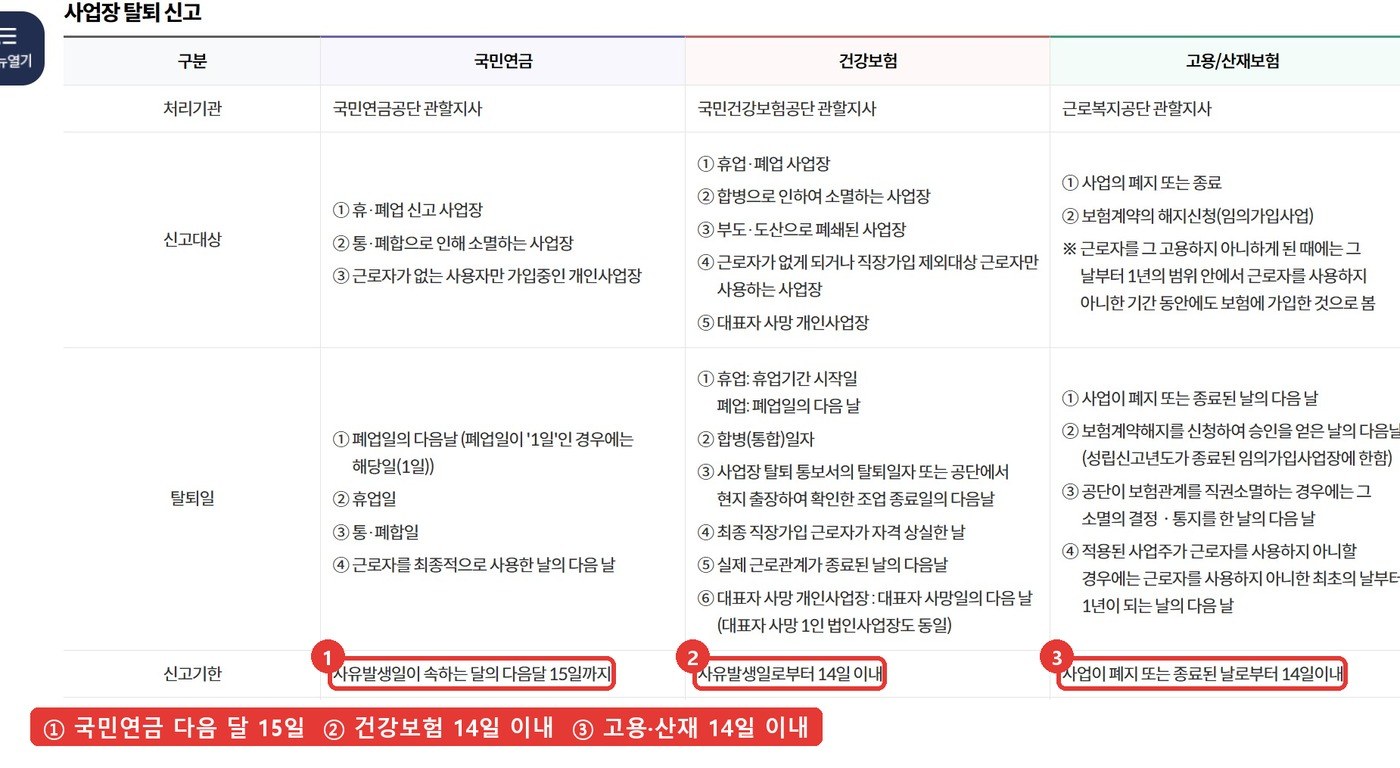 사업장 탈퇴 신고
뉴열기
구분 국민연금 건강보험 고용/산재보험
처리기관 국민연금공단 관할지사 국민건강보험공단 관할지사 근로복지공단 관할지사
신고대상
① 휴·폐업 신고 사업장
② 통·폐합으로 인해 소멸하는 사업장
③ 근로자가 없는 사용자만 가입중인 개인사업장
① 휴업·폐업 사업장
② 합병으로 인하여 소멸하는 사업장
③ 부도·도산으로 폐쇄된 사업장
④ 근로자가 없게 되거나 직장가입 제외대상 근로자만
사용하는 사업장
⑤ 대표자 사망 개인사업장
① 사업의 폐지 또는 종료
② 보험계약의 해지신청(임의가입사업)
※ 근로자를 그 고용하지 아니하게 된 때에는 그
날부터 1년의 범위 안에서 근로자를 사용하지
아니한 기간 동안에도 보험에 가입한 것으로 봄
탈퇴일
① 폐업일의 다음날 (폐업일이 '1일'인 경우에는
해당일(1일))
② 휴업일
③ 통·폐합일
④ 근로자를 최종적으로 사용한 날의 다음 날
① 휴업: 휴업기간 시작일
폐업: 폐업일의 다음 날
② 합병(통합)일자
③ 사업장 탈퇴 통보서의 탈퇴일자 또는 공단에서
현지 출장하여 확인한 조업 종료일의 다음날
④ 최종 직장가입 근로자가 자격 상실한 날
⑤ 실제 근로관계가 종료된 날의 다음날
⑥ 대표자 사망 개인사업장 : 대표자 사망일의 다음 날
(대표자 사망 1인 법인사업장도 동일)
① 사업이 폐지 또는 종료된 날의 다음 날
② 보험계약해지를 신청하여 승인을 얻은 날의 다음날
(성립신고년도가 종료된 임의가입사업장에 한함)
③ 공단이 보험관계를 직권소멸하는 경우에는 그
소멸의 결정 · 통지를 한 날의 다음 날
④ 적용된 사업주가 근로자를 사용하지 아니할
경우에는 근로자를 사용하지 아니한 최초의 날부터
1년이 되는 날의 다음 날
1 2 3
신고기한 사유발생일이 속하는 달의 다음달 15일까지 사유발생일로부터 14일 이내 사업이 폐지 또는 종료된 날로부터 14일이내
① 국민연금 다음 달 15일 ② 건강보험 14일 이내 ③ 고용·산재 14일 이내